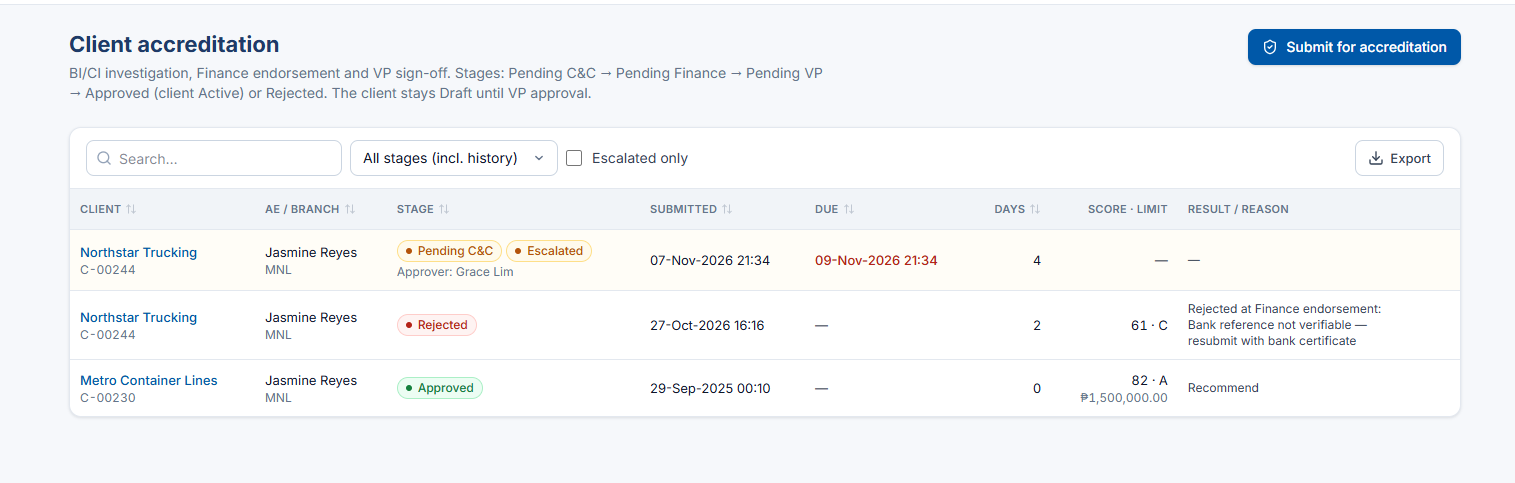 Client accreditation
Submit for accreditation
BI/CI investigation, Finance endorsement and VP sign-off. Stages: Pending C&C → Pending Finance → Pending VP
→ Approved (client Active) or Rejected. The client stays Draft until VP approval.
Search...
All stages (incl. history)
Escalated only
Export
CLIENT AE / BRANCH STAGE SUBMITTED DUE DAYS SCORE · LIMIT RESULT / REASON
Northstar Trucking
C-00244
Jasmine Reyes
MNL
Pending C&C Escalated
Approver: Grace Lim
07-Nov-2026 21:34
09-Nov-2026 21:34
4
—
—
Northstar Trucking
C-00244
Jasmine Reyes
MNL
Rejected
27-Oct-2026 16:16
—
2
61 · C
Rejected at Finance endorsement:
Bank reference not verifiable —
resubmit with bank certificate
Metro Container Lines
C-00230
Jasmine Reyes
MNL
Approved
29-Sep-2025 00:10
—
0
82 · A
₱1,500,000.00
Recommend